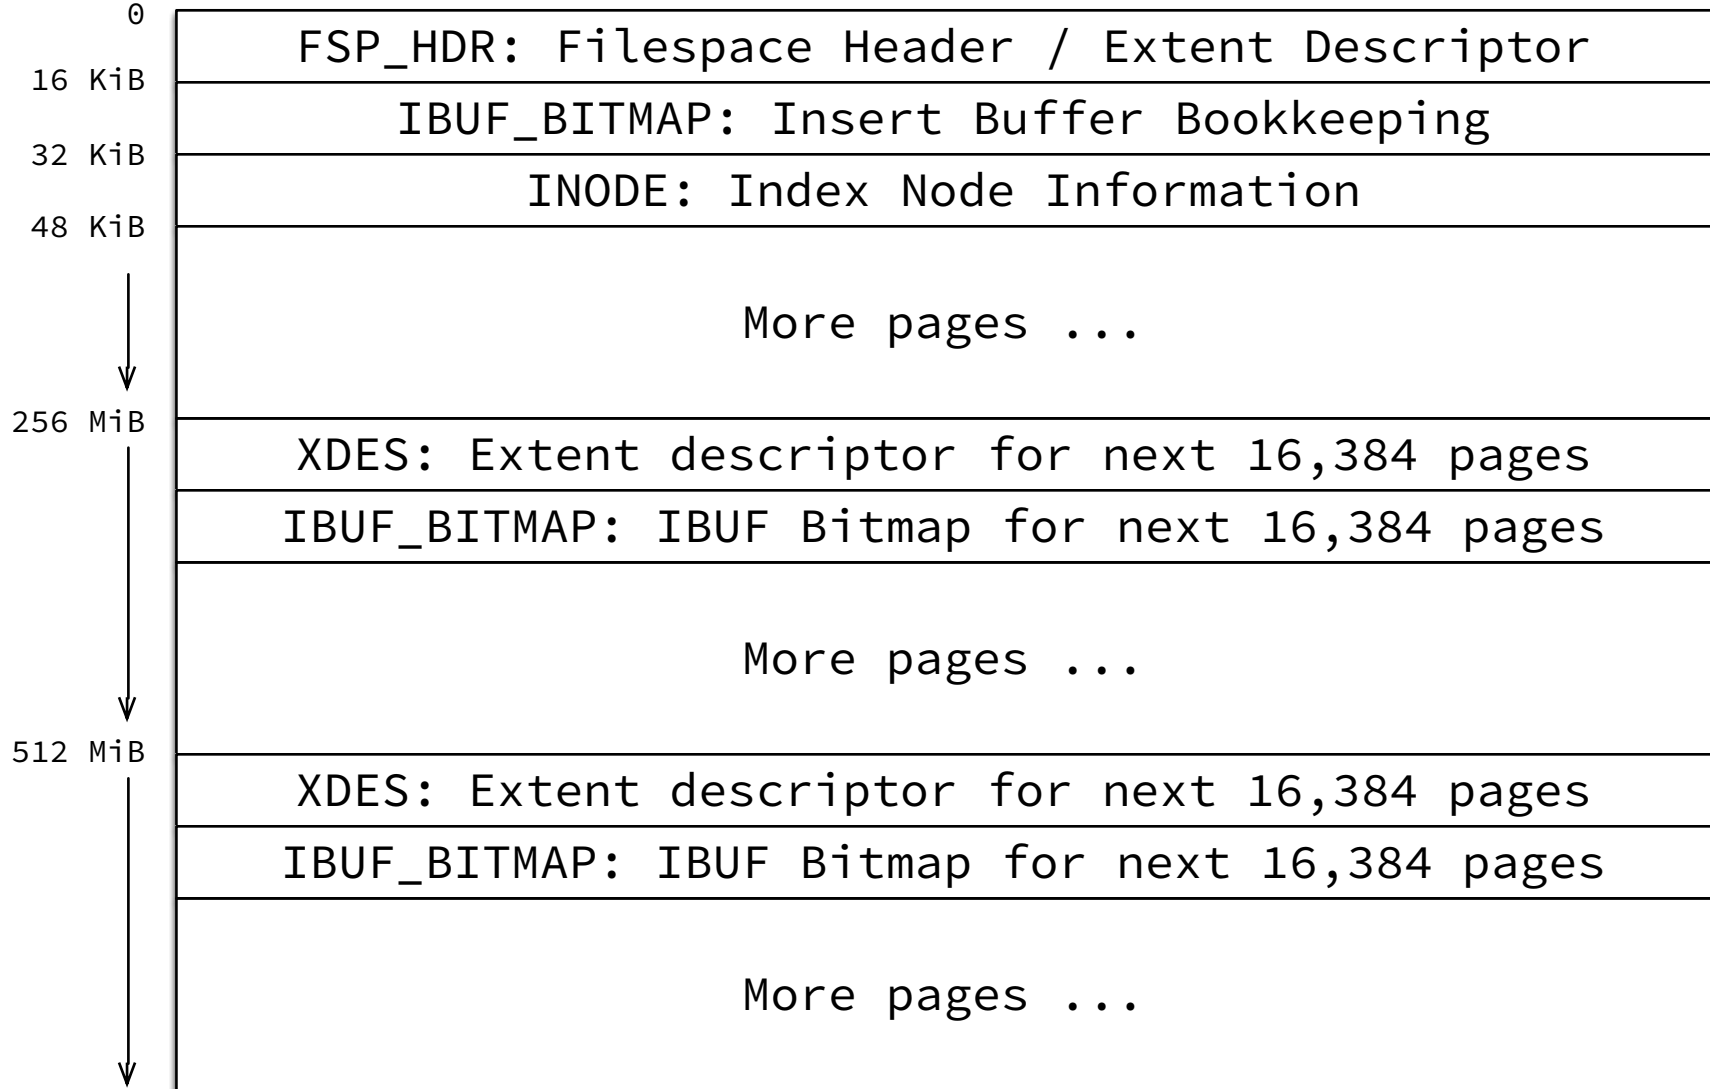 0
FSP_HDR: Filespace Header / Extent Descriptor
16 KiB
IBUF_BITMAP: Insert Buffer Bookkeeping
32 KiB
INODE: Index Node Information
48 KiB
More pages ...
256 MiB
XDES: Extent descriptor for next 16,384 pages
IBUF_BITMAP: IBUF Bitmap for next 16,384 pages
More pages ...
512 MiB
XDES: Extent descriptor for next 16,384 pages
IBUF_BITMAP: IBUF Bitmap for next 16,384 pages
More pages ...